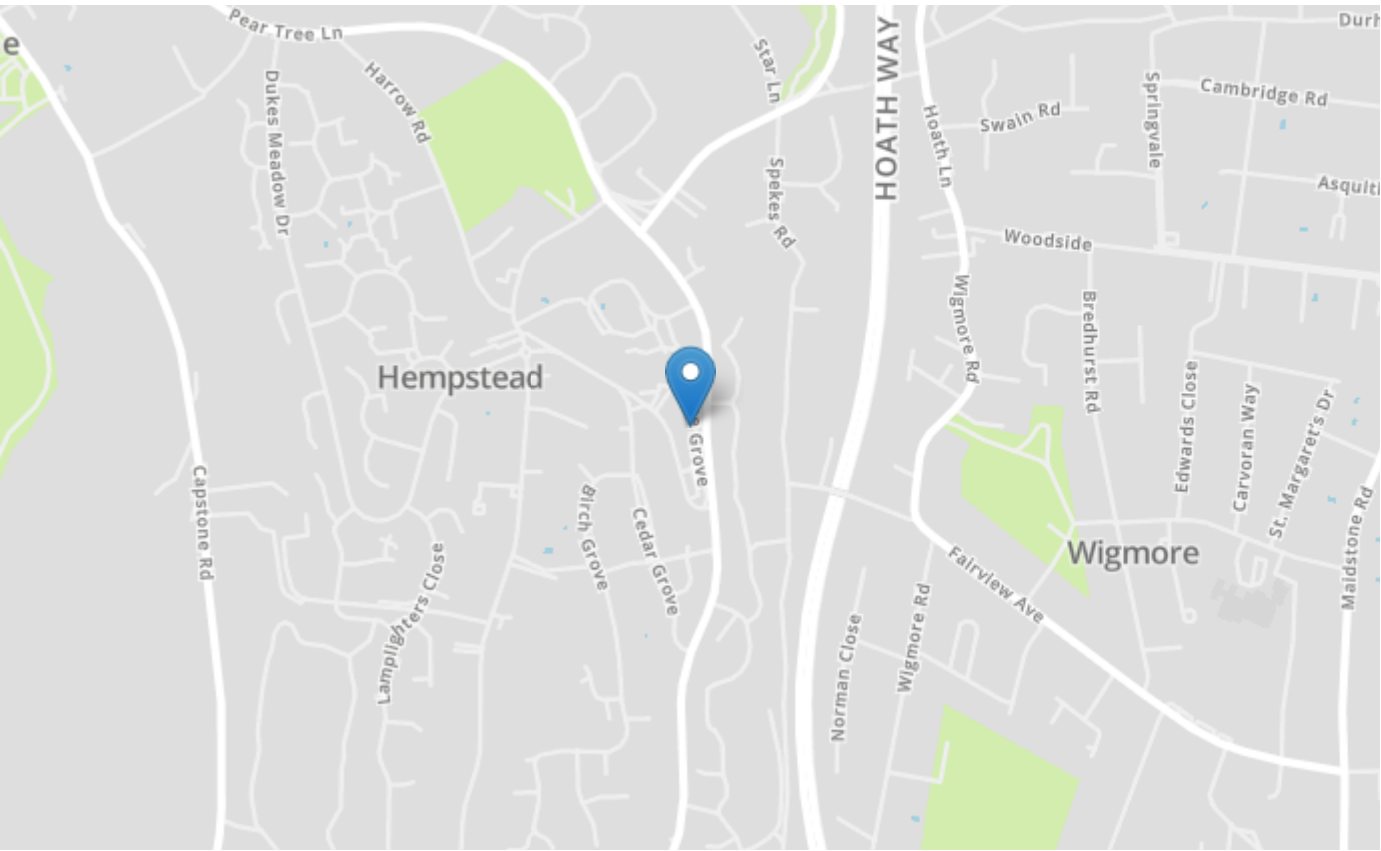 Pear Tree Ln
Durh
e
Star Ln
HOATH WAY
Harrow Rd
Dukes Meadow Dr
Springvale
Cambridge Rd
Swain Rd
Hoath Ln
Spekes Rd
Asquit
Woodside
Wigmore Rd
Bredhurst Rd
Hempstead
Edwards Close
Carvoran Way
St. Margaret's Dr
Grove
Capstone Rd
Birch Grove
Cedar Grove
Maidstone Rd
Lamplighters Close
Wigmore
Fairview Ave
Wigmore Rd
Norman Close